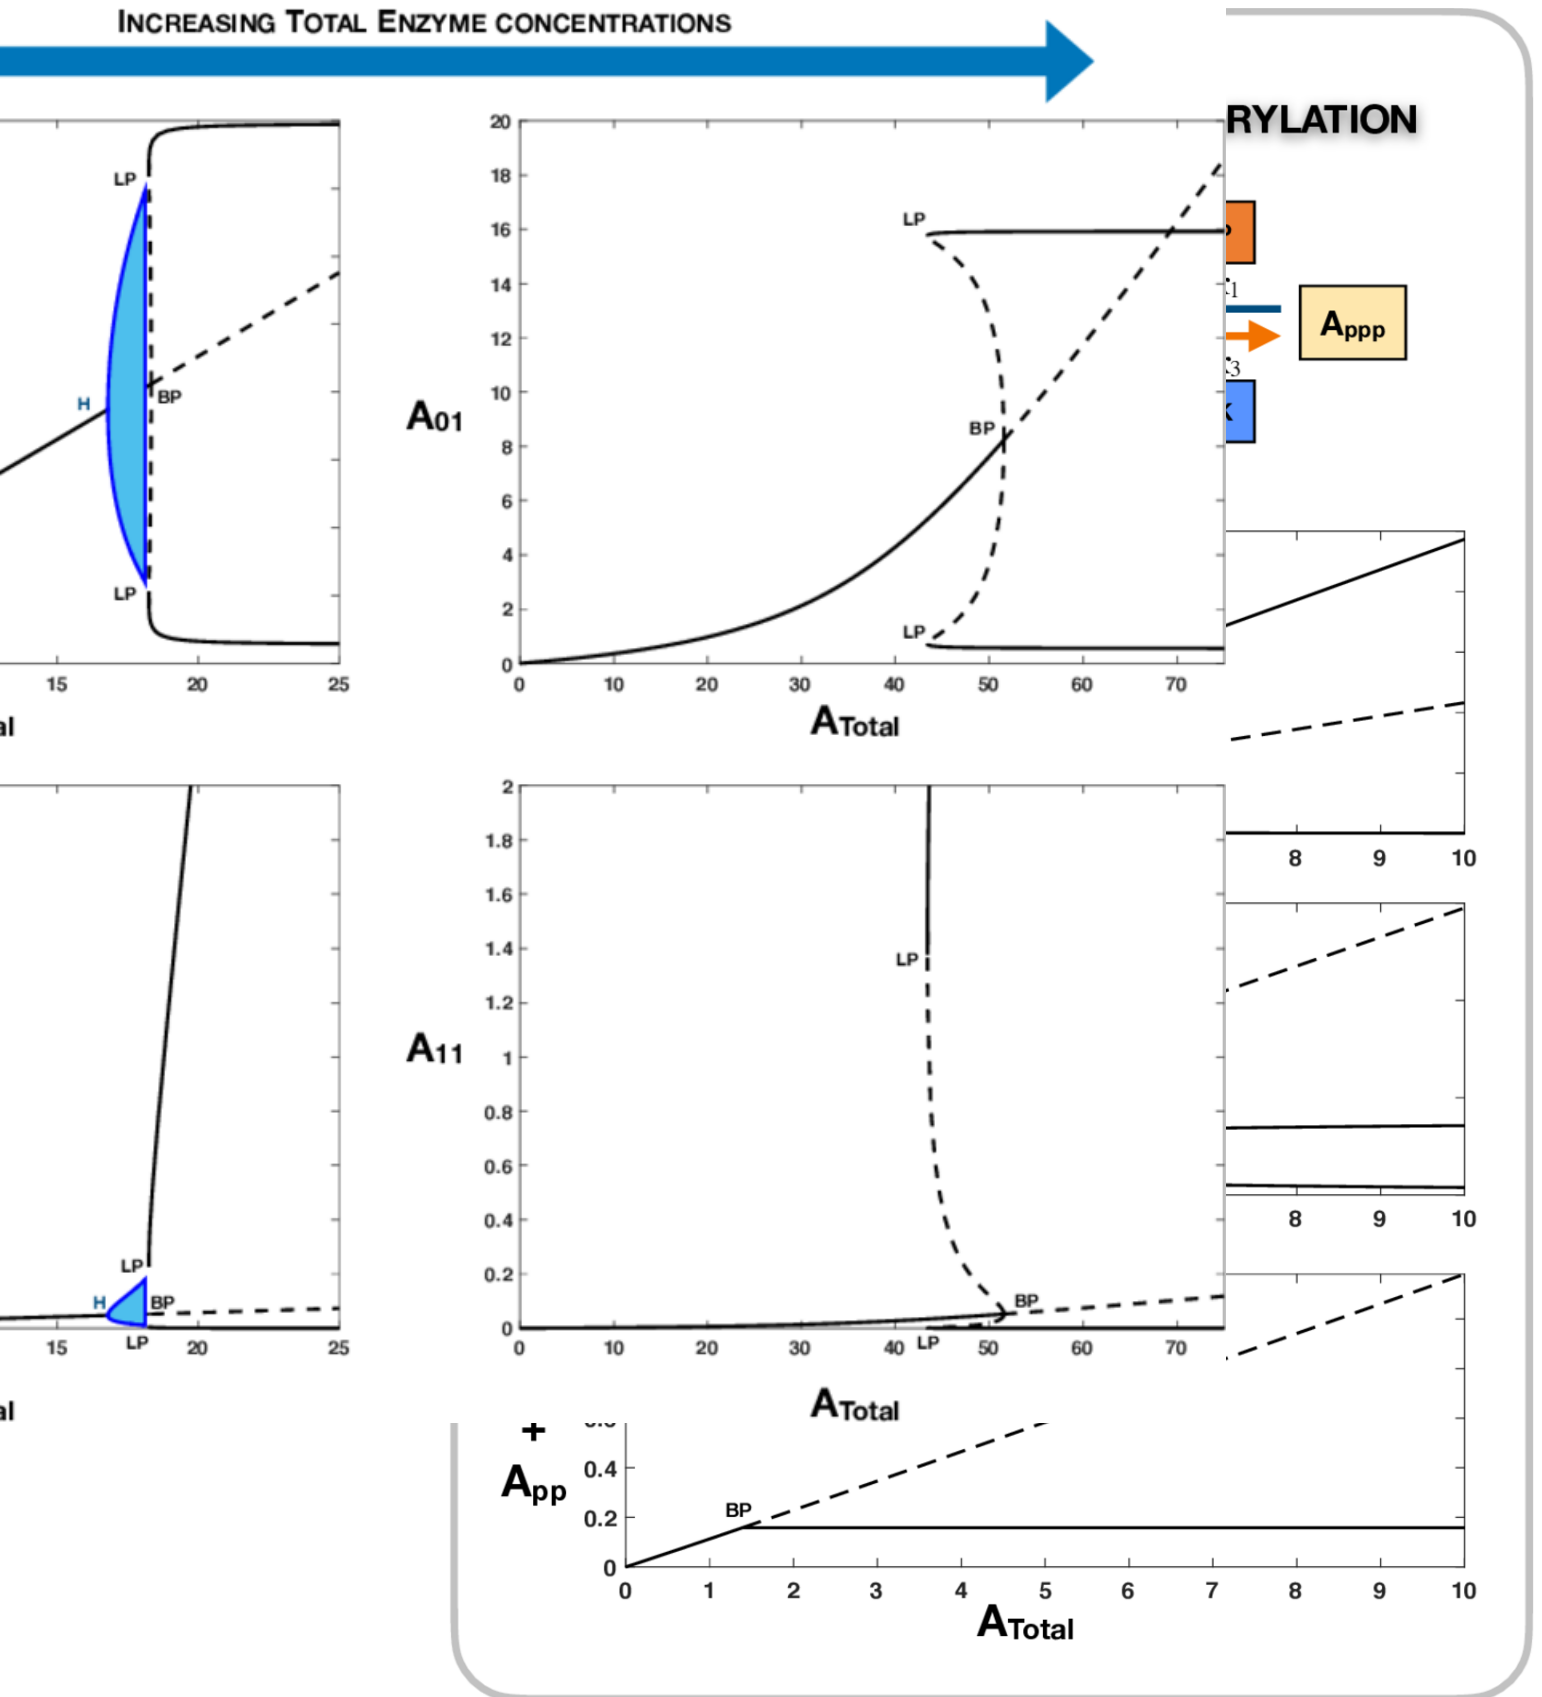 INCREASING TOTAL ENZYME CONCENTRATIONS
RYLATION
LP
H
BP
LP
15 20 25
20
18
16
14
12
10
8
6
4
2
0
A01
LP
BP
LP
0 10 20 30 40 50 60 70
ATotal
Appp
8 9 10
LP
H
BP
LP
15 20 25
2
1.8
1.6
1.4
1.2
1
0.8
0.6
0.4
0.2
0
A11
LP
BP
LP
0 10 20 30 40 50 60 70
ATotal
8 9 10
+
App
0.4
0.2
0
BP
0 1 2 3 4 5 6 7 8 9 10
ATotal